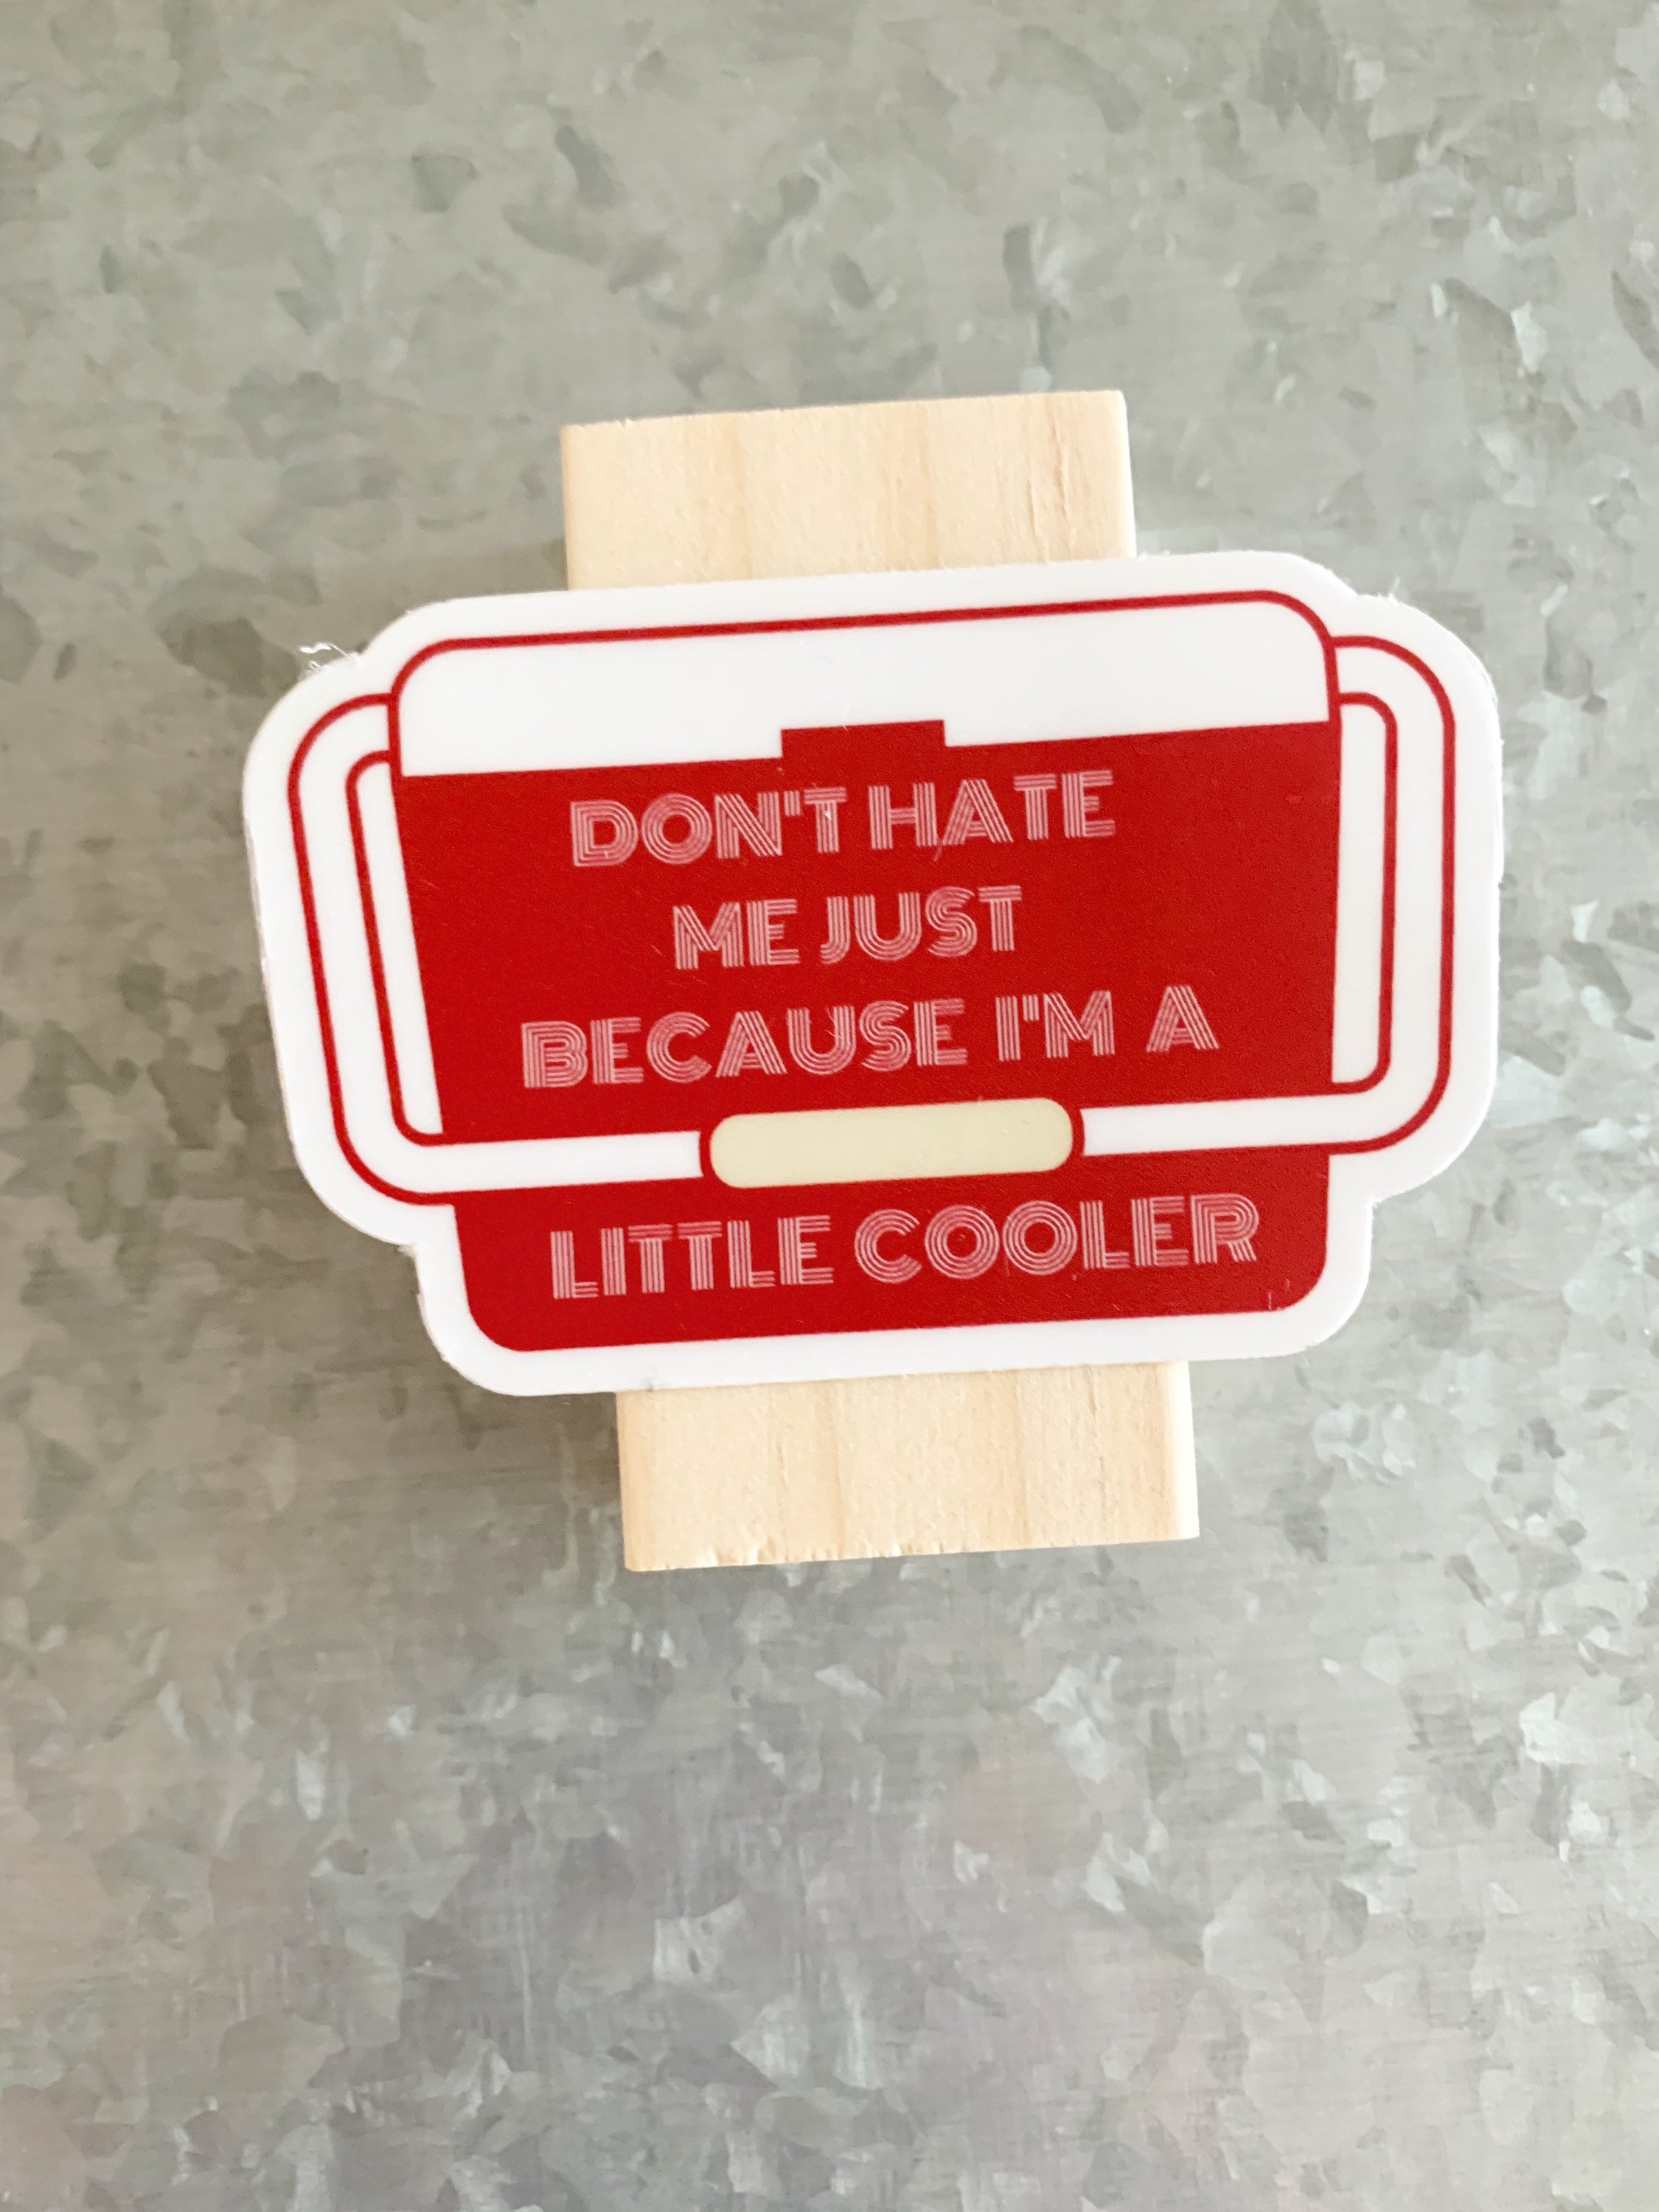 DON'T HATE
ME JUST
BECAUSE I'M A
LITTLE COOLER